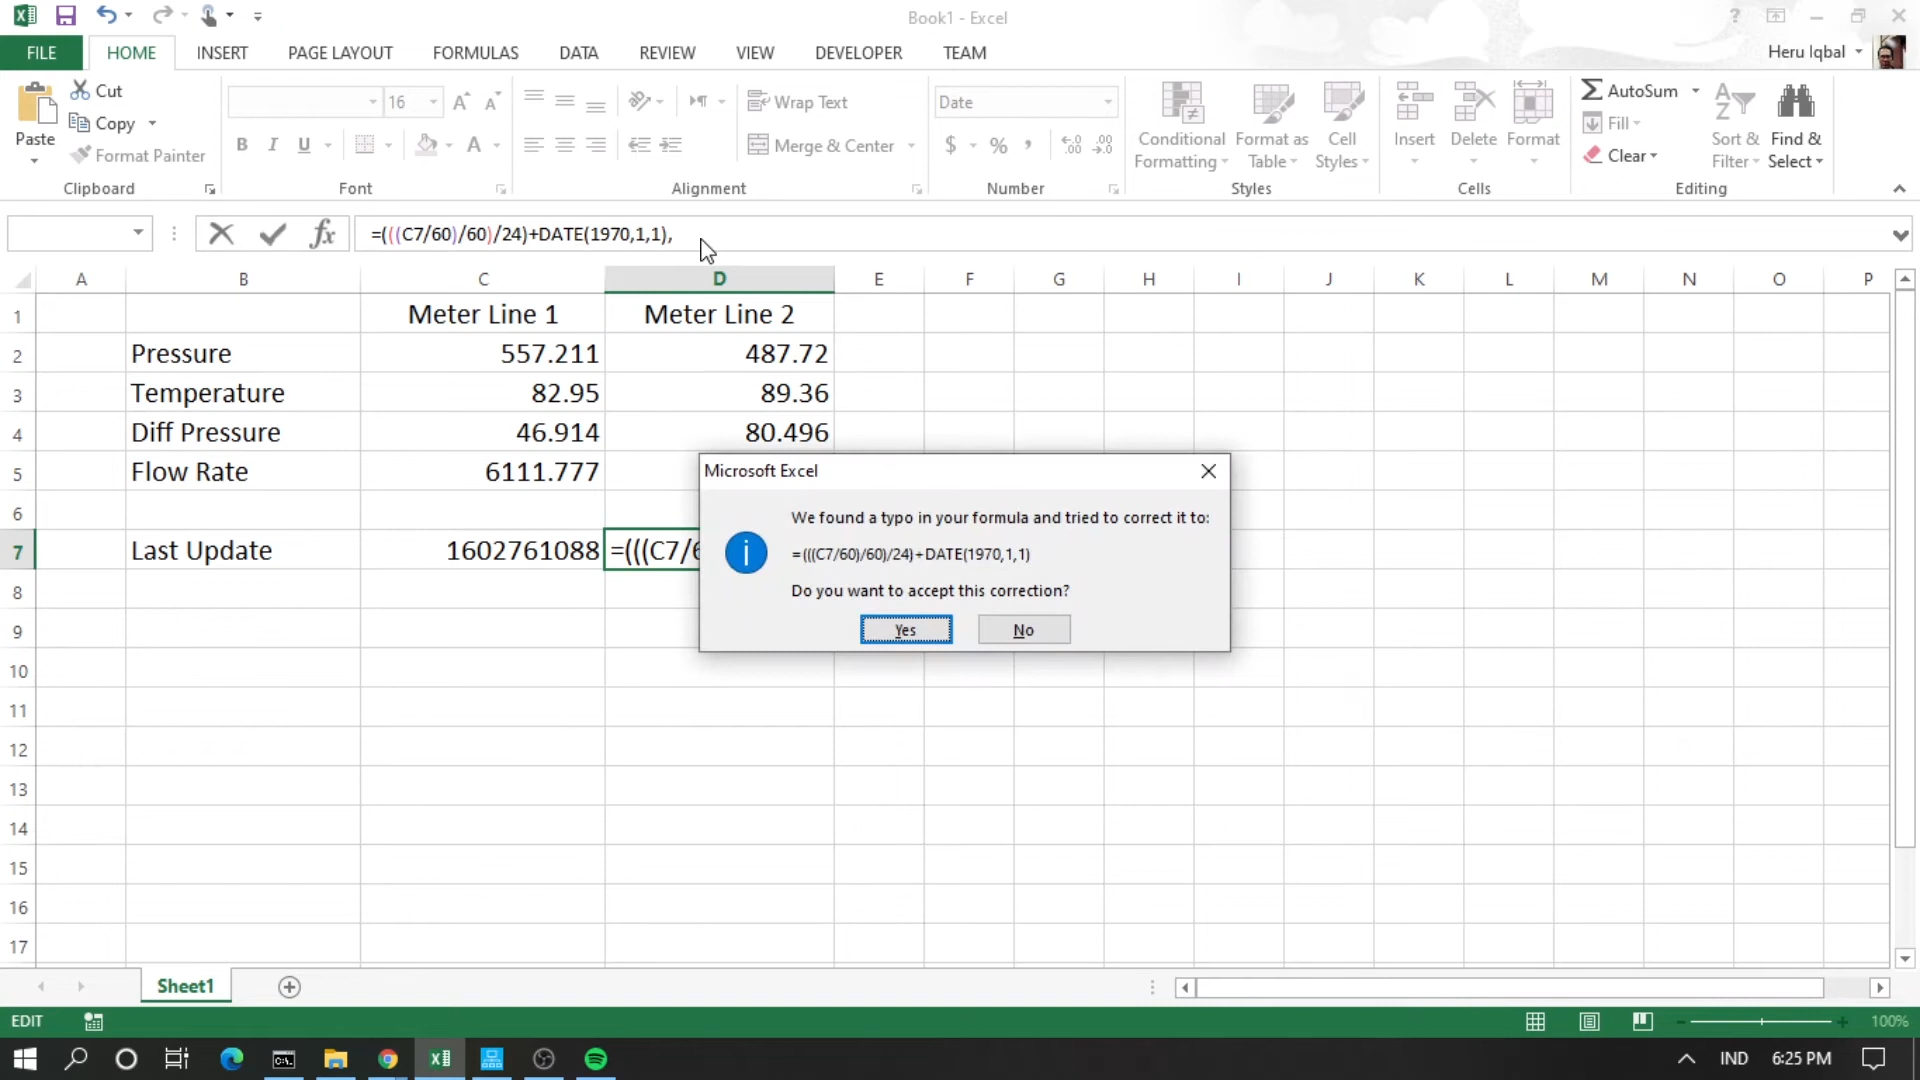 Book1 - Excel
FILE HOME INSERT PAGE LAYOUT FORMULAS DATA REVIEW VIEW DEVELOPER TEAM Heru Iqbal
Paste
Cut
Copy
Format Painter
Clipboard
16
B I U
A
Font
Wrap Text
Merge & Center
Alignment
Date
$ % ,
Number
Conditional Formatting
Format as Table
Cell Styles
Styles
Insert
Delete
Format
Cells
AutoSum
Fill
Clear
Sort & Filter
Find & Select
Editing
fx =(((C7/60)/60)/24)+DATE(1970,1,1),
A B C D E F G H I J K L M N O P
1 Meter Line 1 Meter Line 2
2 Pressure 557.211 487.72
3 Temperature 82.95 89.36
4 Diff Pressure 46.914 80.496
5 Flow Rate 6111.777
6
7 Last Update 1602761088 =(((C7/6
8
9
10
11
12
13
14
15
16
17
Microsoft Excel
We found a typo in your formula and tried to correct it to:
=(((C7/60)/60)/24)+DATE(1970,1,1)
Do you want to accept this correction?
Yes No
Sheet1
EDIT 100%
IND 6:25 PM